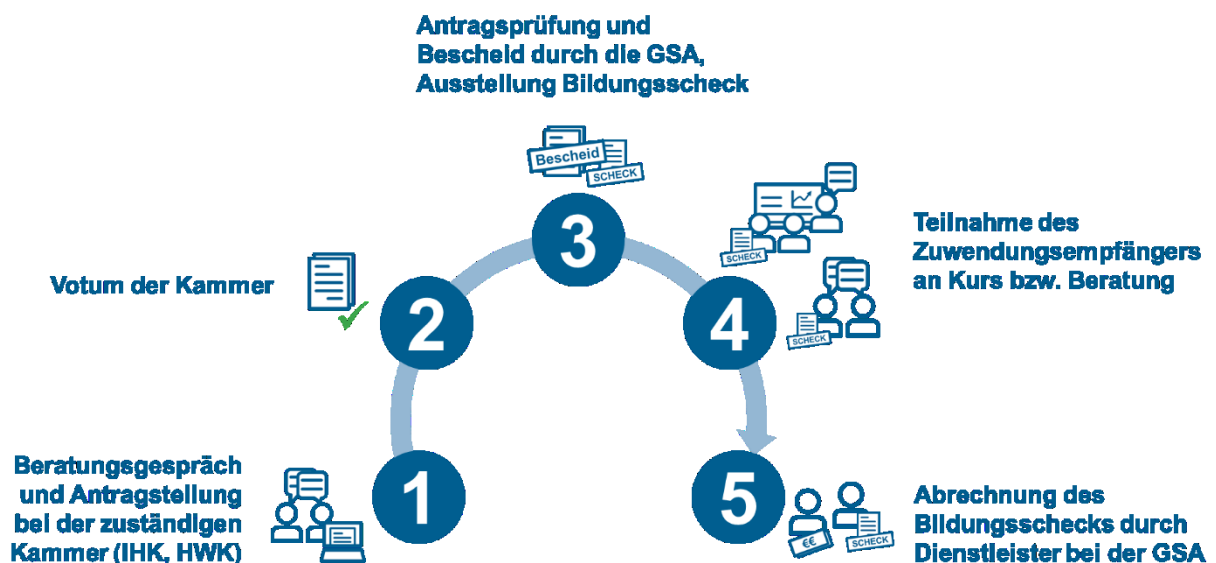 Antragsprüfung und
Bescheid durch die GSA,
Ausstellung Bildungsscheck
Bescheid
SCHECK
3
Votum der Kammer
2
4
SCHECK
SCHECK
Teilnahme des
Zuwendungsempfängers
an Kurs bzw. Beratung
Beratungsgespräch
und Antragstellung
bei der zuständigen
Kammer (IHK, HWK)
1
5
€€
SCHECK
Abrechnung des
Bildungsschecks durch
Dienstleister bei der GSA